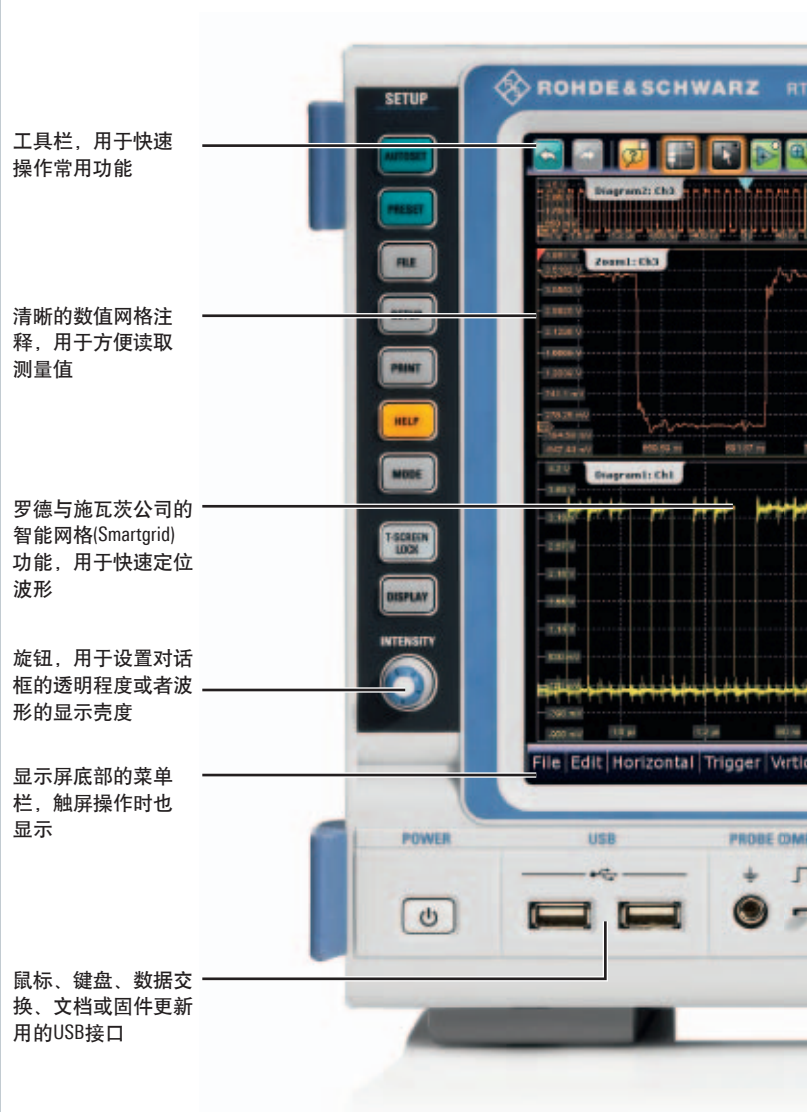 工具栏，用于快速
操作常用功能
清晰的数值网格注
释，用于方便读取
测量值
罗德与施瓦茨公司的
智能网格(Smartgrid)
功能，用于快速定位
波形
旋钮，用于设置对话
框的透明程度或者波
形的显示壳度
显示屏底部的菜单
栏，触屏操作时也
显示
鼠标、键盘、数据交
换、文档或固件更新
用的USB接口
SETUP
AUTOSET
PRESET
FILE
SETUP
PRINT
HELP
MODE
T-SCREEN
LOCK
DISPLAY
INTENSITY
ROHDE&SCHWARZ RT
Diagram2: Ch3
Zoom1: Ch3
Diagram1: Ch1
File Edit Horizontal Trigger Vertic
POWER
USB
PROBE COMP